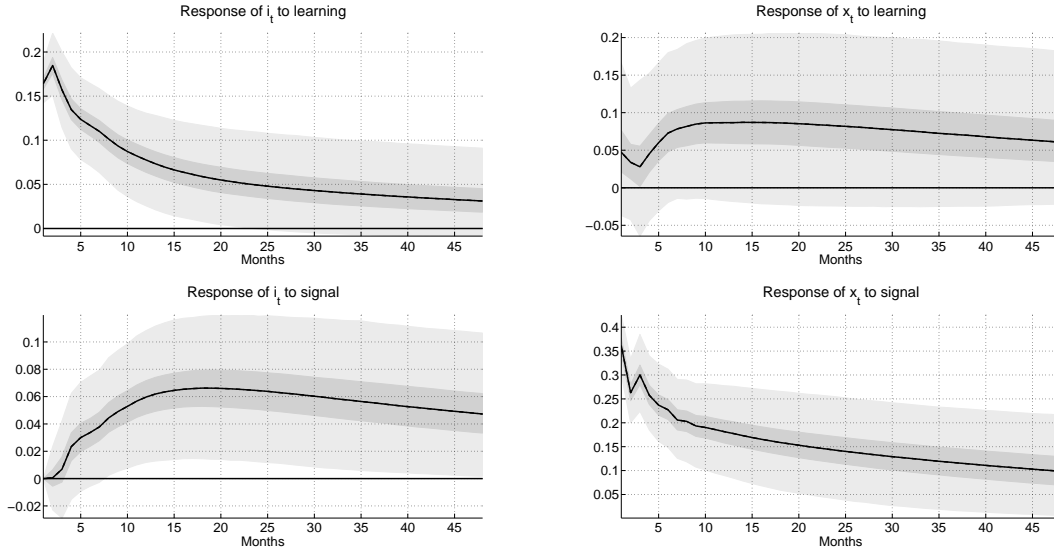 Response of i_t to learning
0.2
0.15
0.1
0.05
0
5 10 15 20 25 30 35 40 45
Months
Response of x_t to learning
0.2
0.15
0.1
0.05
0
−0.05
5 10 15 20 25 30 35 40 45
Months
Response of i_t to signal
0.1
0.08
0.06
0.04
0.02
0
−0.02
5 10 15 20 25 30 35 40 45
Months
Response of x_t to signal
0.4
0.35
0.3
0.25
0.2
0.15
0.1
0.05
5 10 15 20 25 30 35 40 45
Months